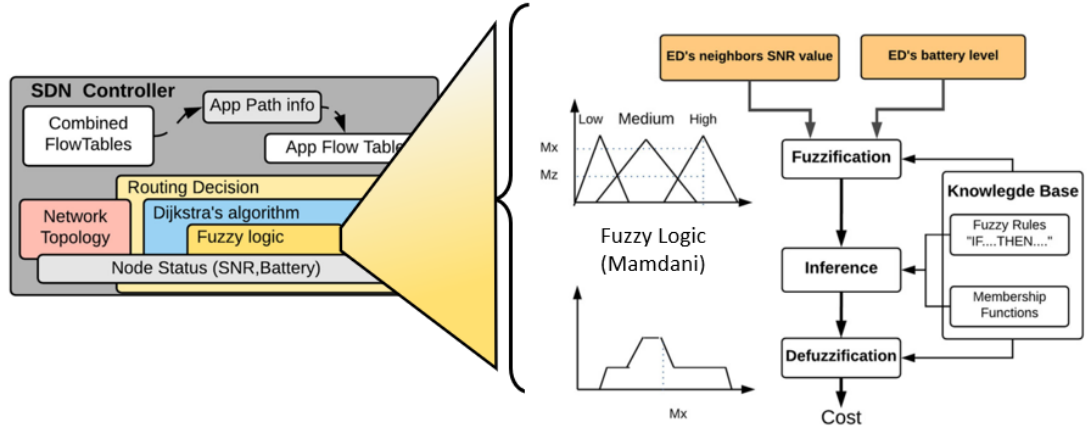 SDN Controller
Combined
FlowTables
App Path info
App Flow Table
Routing Decision
Network
Topology
Dijkstra's algorithm
Fuzzy logic
Node Status (SNR,Battery)
Low
Medium
High
Mx
Mz
Fuzzy Logic
(Mamdani)
Mx
ED's neighbors SNR value
ED's battery level
Fuzzification
Knowlegde Base
Fuzzy Rules
"IF....THEN...."
Inference
Membership
Functions
Defuzzification
Cost